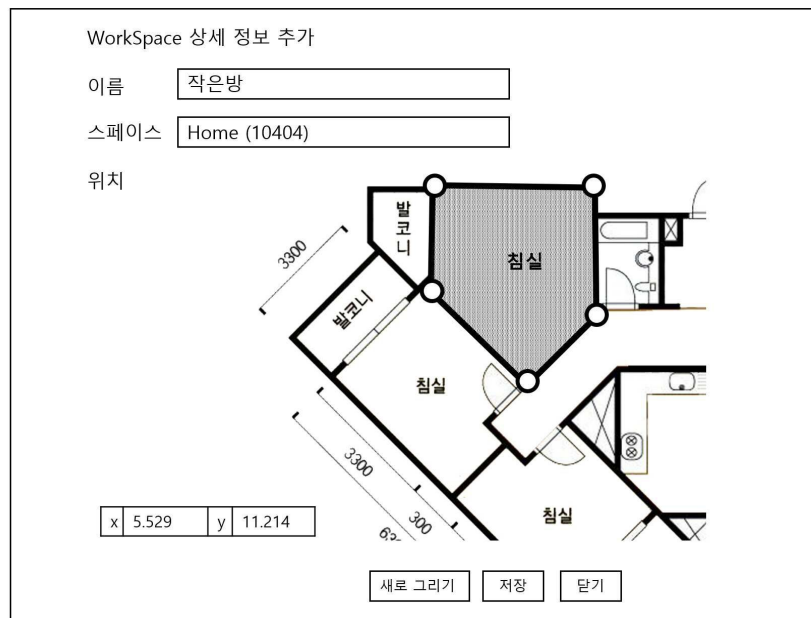 WorkSpace 상세 정보 추가
이름 작은방
스페이스 Home (10404)
위치
발코니
침실
3300
발코니
침실
3300
300
침실
x 5.529 y 11.214
새로 그리기 저장 닫기